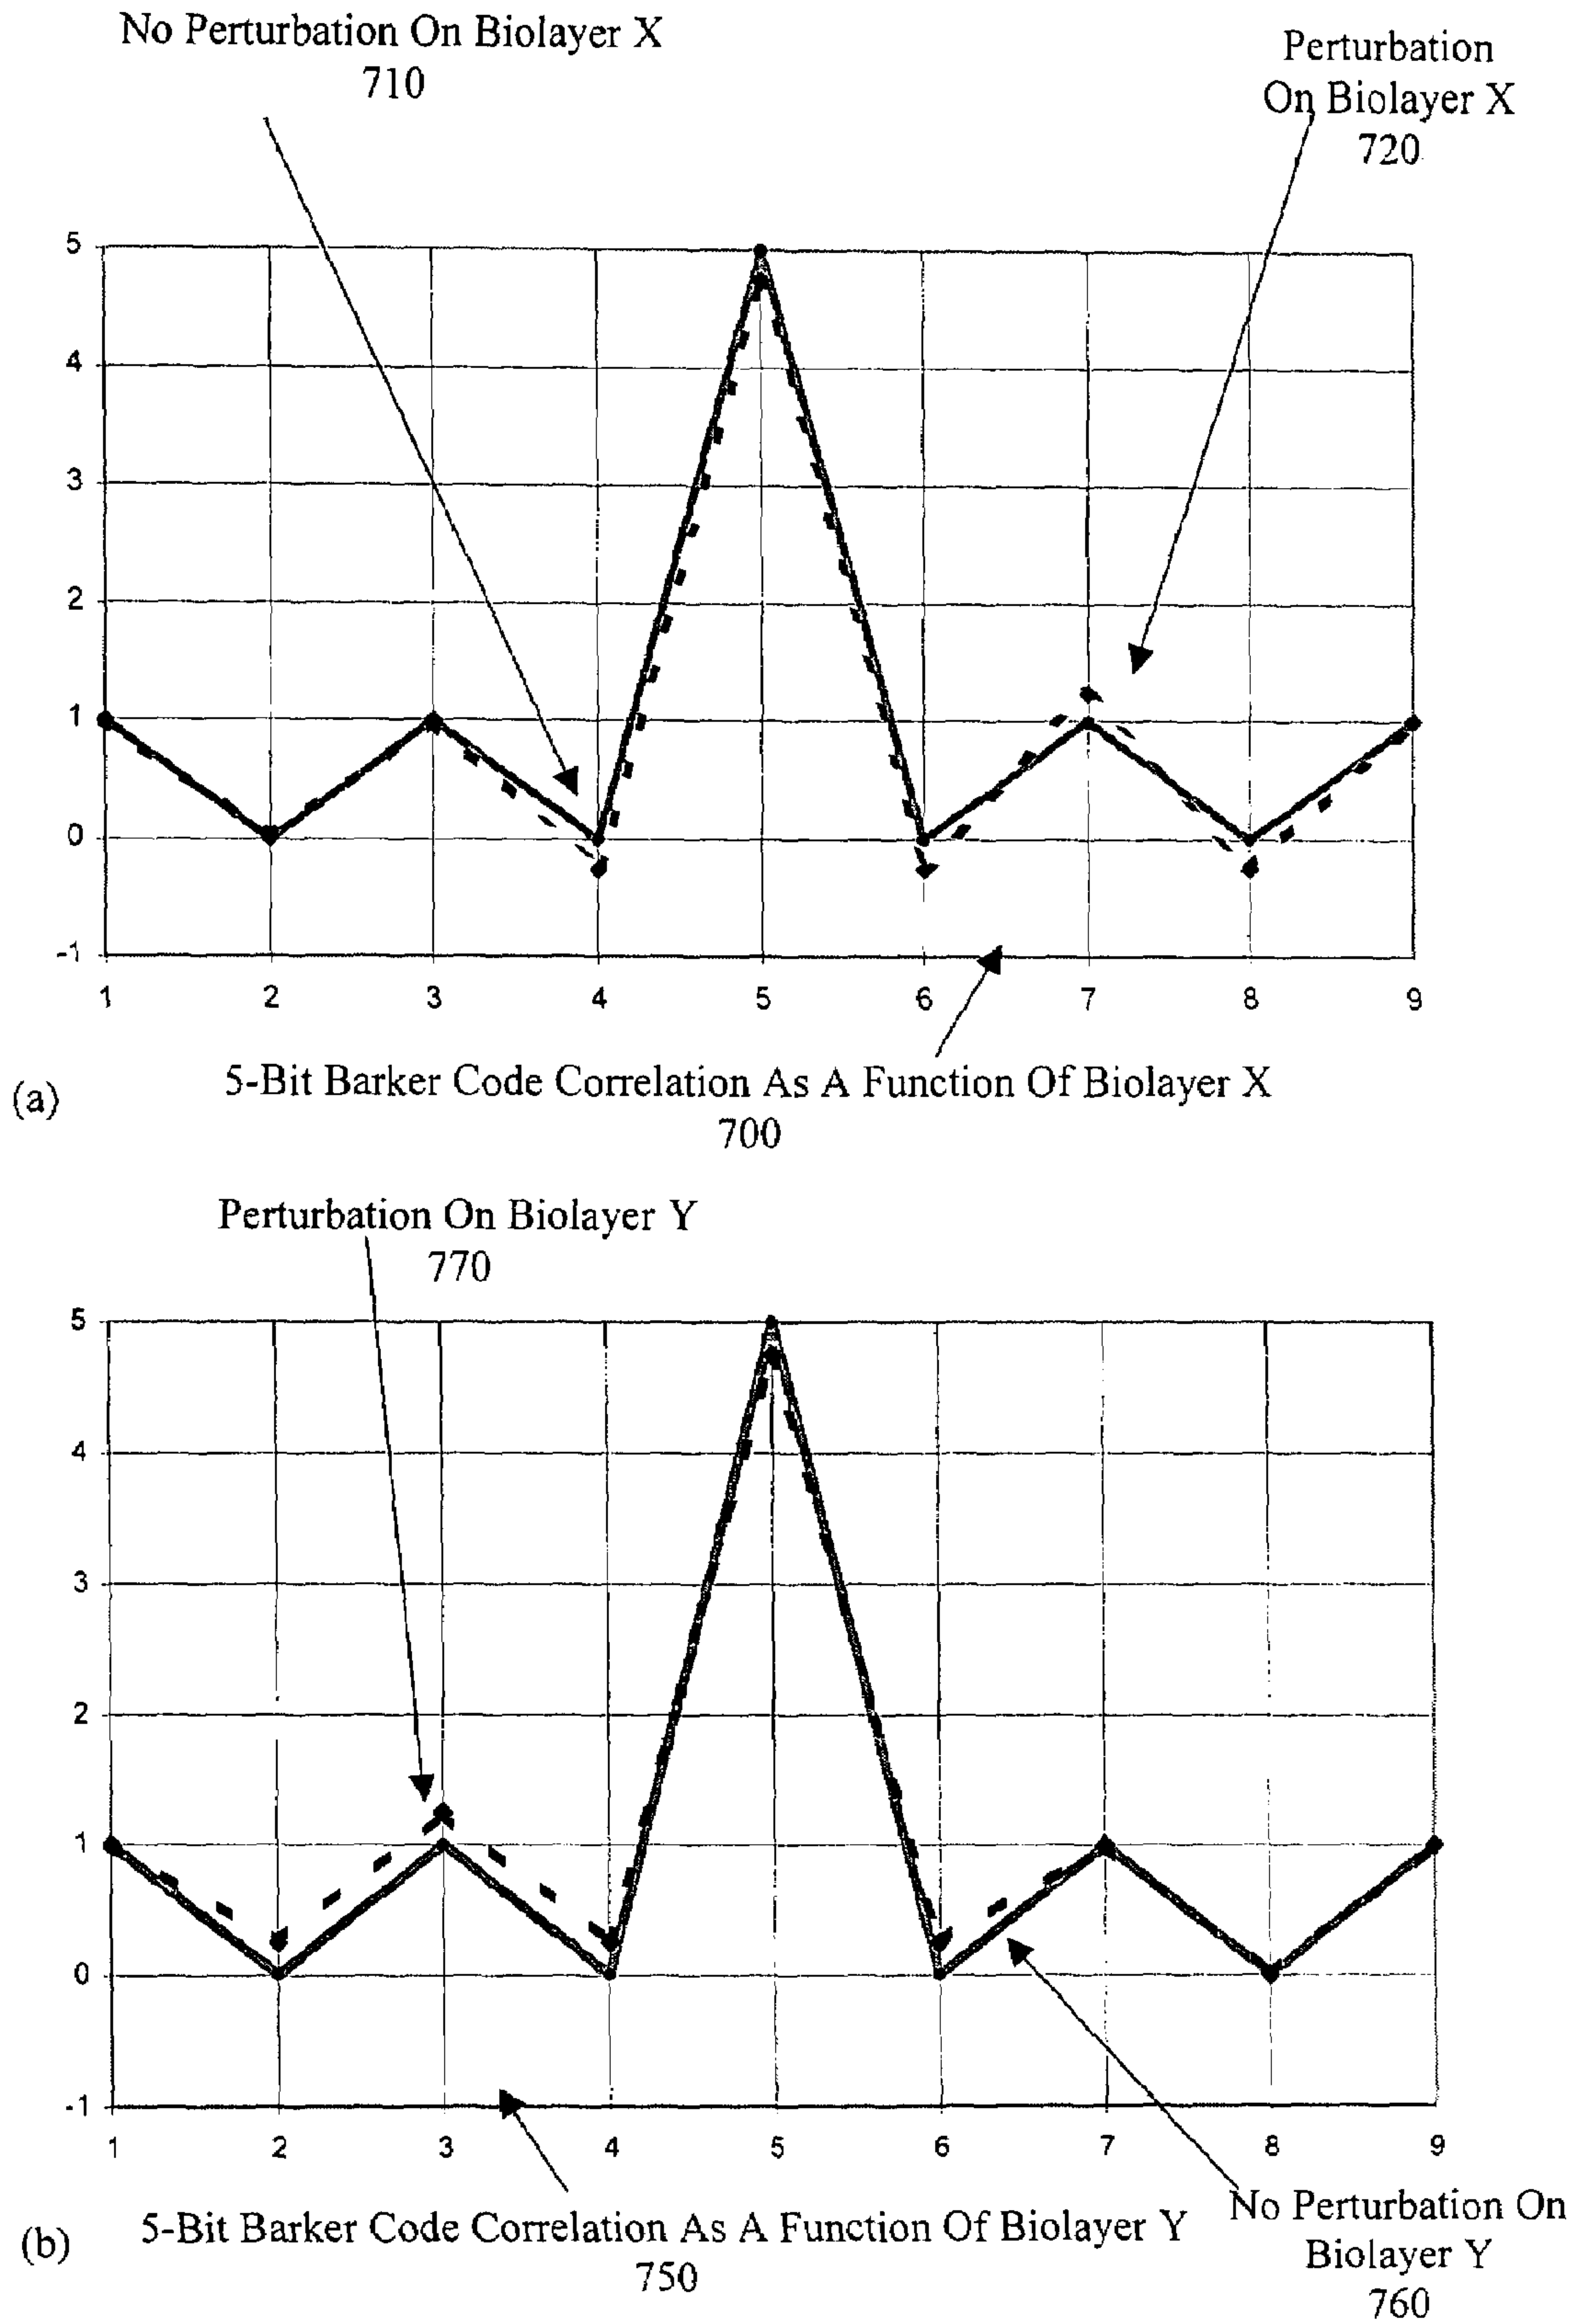 No Perturbation On Biolayer X
710
Perturbation
On Biolayer X
720
5
4
3
2
1
0
-1
1 2 3 4 5 6 7 8 9
(a)
5-Bit Barker Code Correlation As A Function Of Biolayer X
700
Perturbation On Biolayer Y
770
5
4
3
2
1
0
-1
1 2 3 4 5 6 7 8 9
(b)
5-Bit Barker Code Correlation As A Function Of Biolayer Y
750
No Perturbation On
Biolayer Y
760